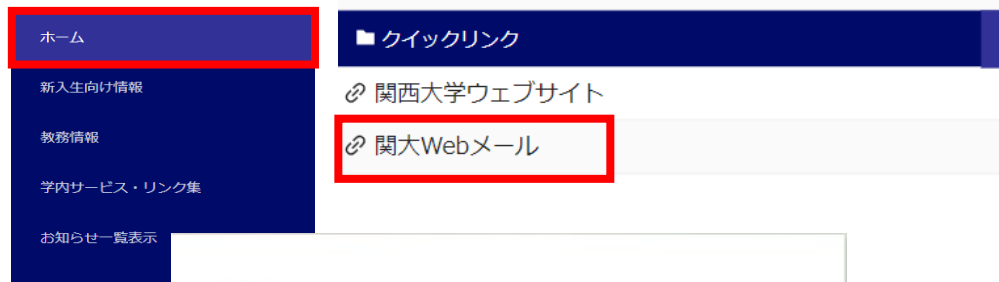 ホーム
新入生向け情報
教務情報
学内サービス・リンク集
お知らせ一覧表示
クイックリンク
関西大学ウェブサイト
関大Webメール